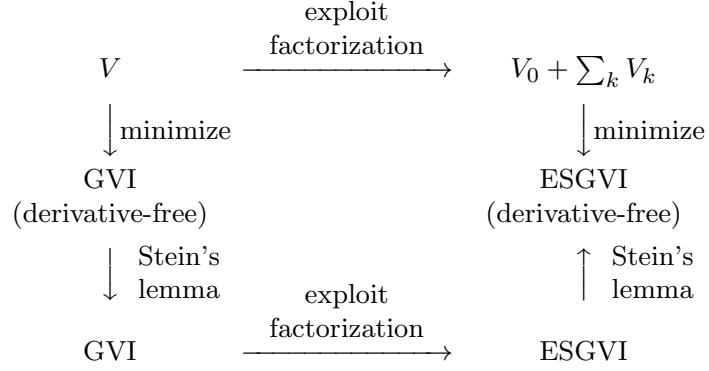 exploit
factorization
V
V_0 + ∑_k V_k
minimize
minimize
GVI
(derivative-free)
ESGVI
(derivative-free)
Stein's
lemma
Stein's
lemma
exploit
factorization
GVI
ESGVI